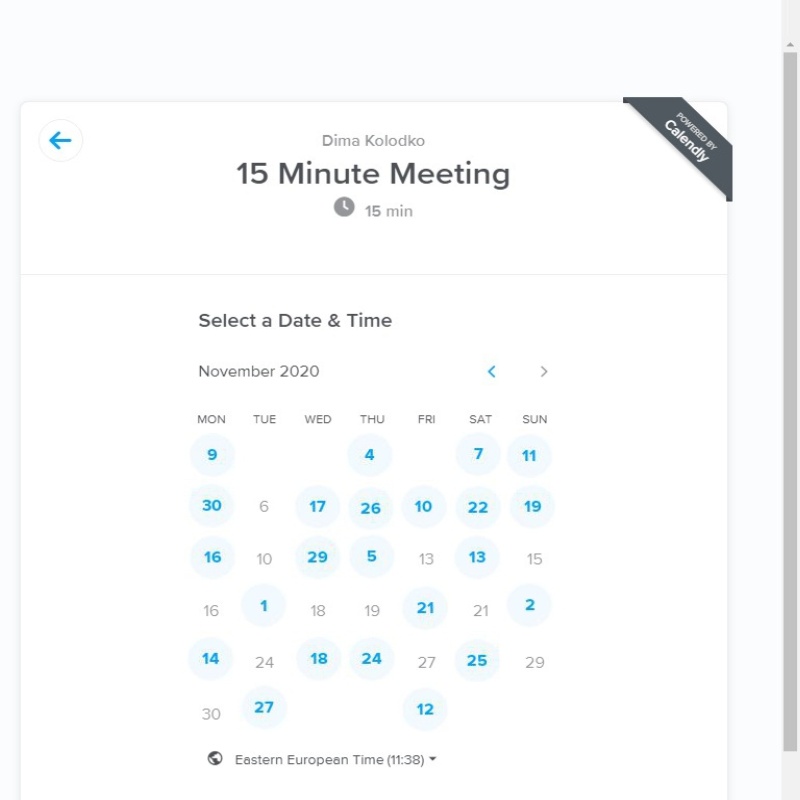 POWERED BY
Calendly
Dima Kolodko
15 Minute Meeting
15 min
Select a Date & Time
November 2020
MON TUE WED THU FRI SAT SUN
9 4 7 11
30 6 17 26 10 22 19
16 10 29 5 13 13 15
16 1 18 19 21 21 2
14 24 18 24 27 25 29
30 27 12
Eastern European Time (11:38)